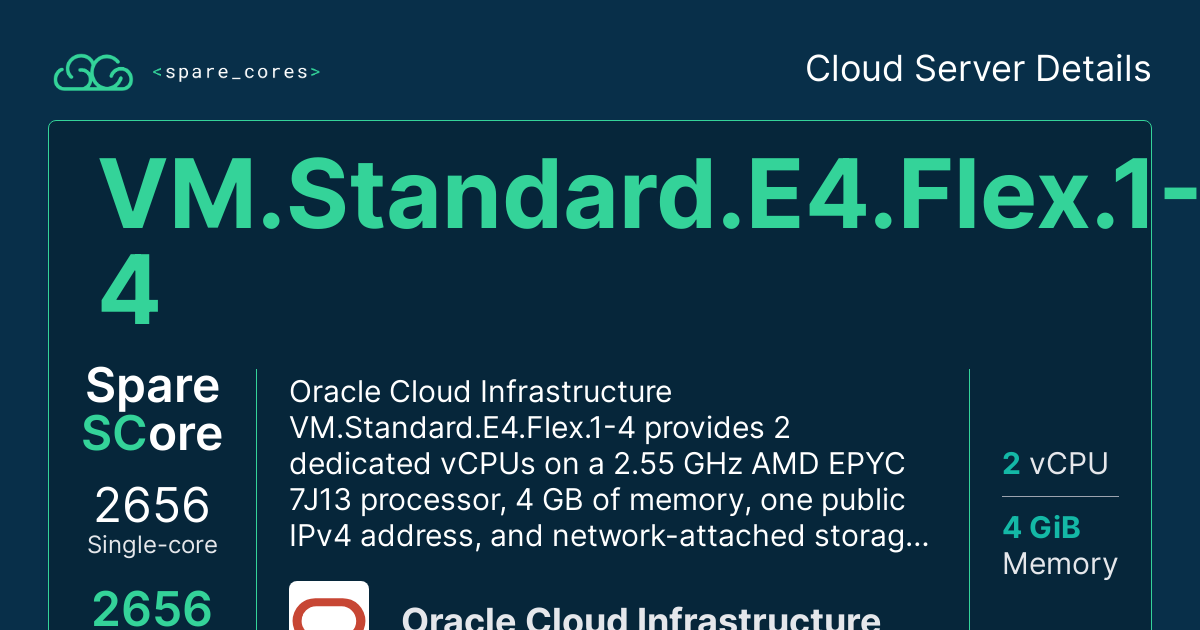 <spare_cores>
Cloud Server Details
VM.Standard.E4.Flex.1-
4
Spare
SCore
2656
Single-core
2656
Oracle Cloud Infrastructure
VM.Standard.E4.Flex.1-4 provides 2
dedicated vCPUs on a 2.55 GHz AMD EPYC
7J13 processor, 4 GB of memory, one public
IPv4 address, and network-attached storag...
Oracle Cloud Infrastructure
2 vCPU
4 GiB
Memory